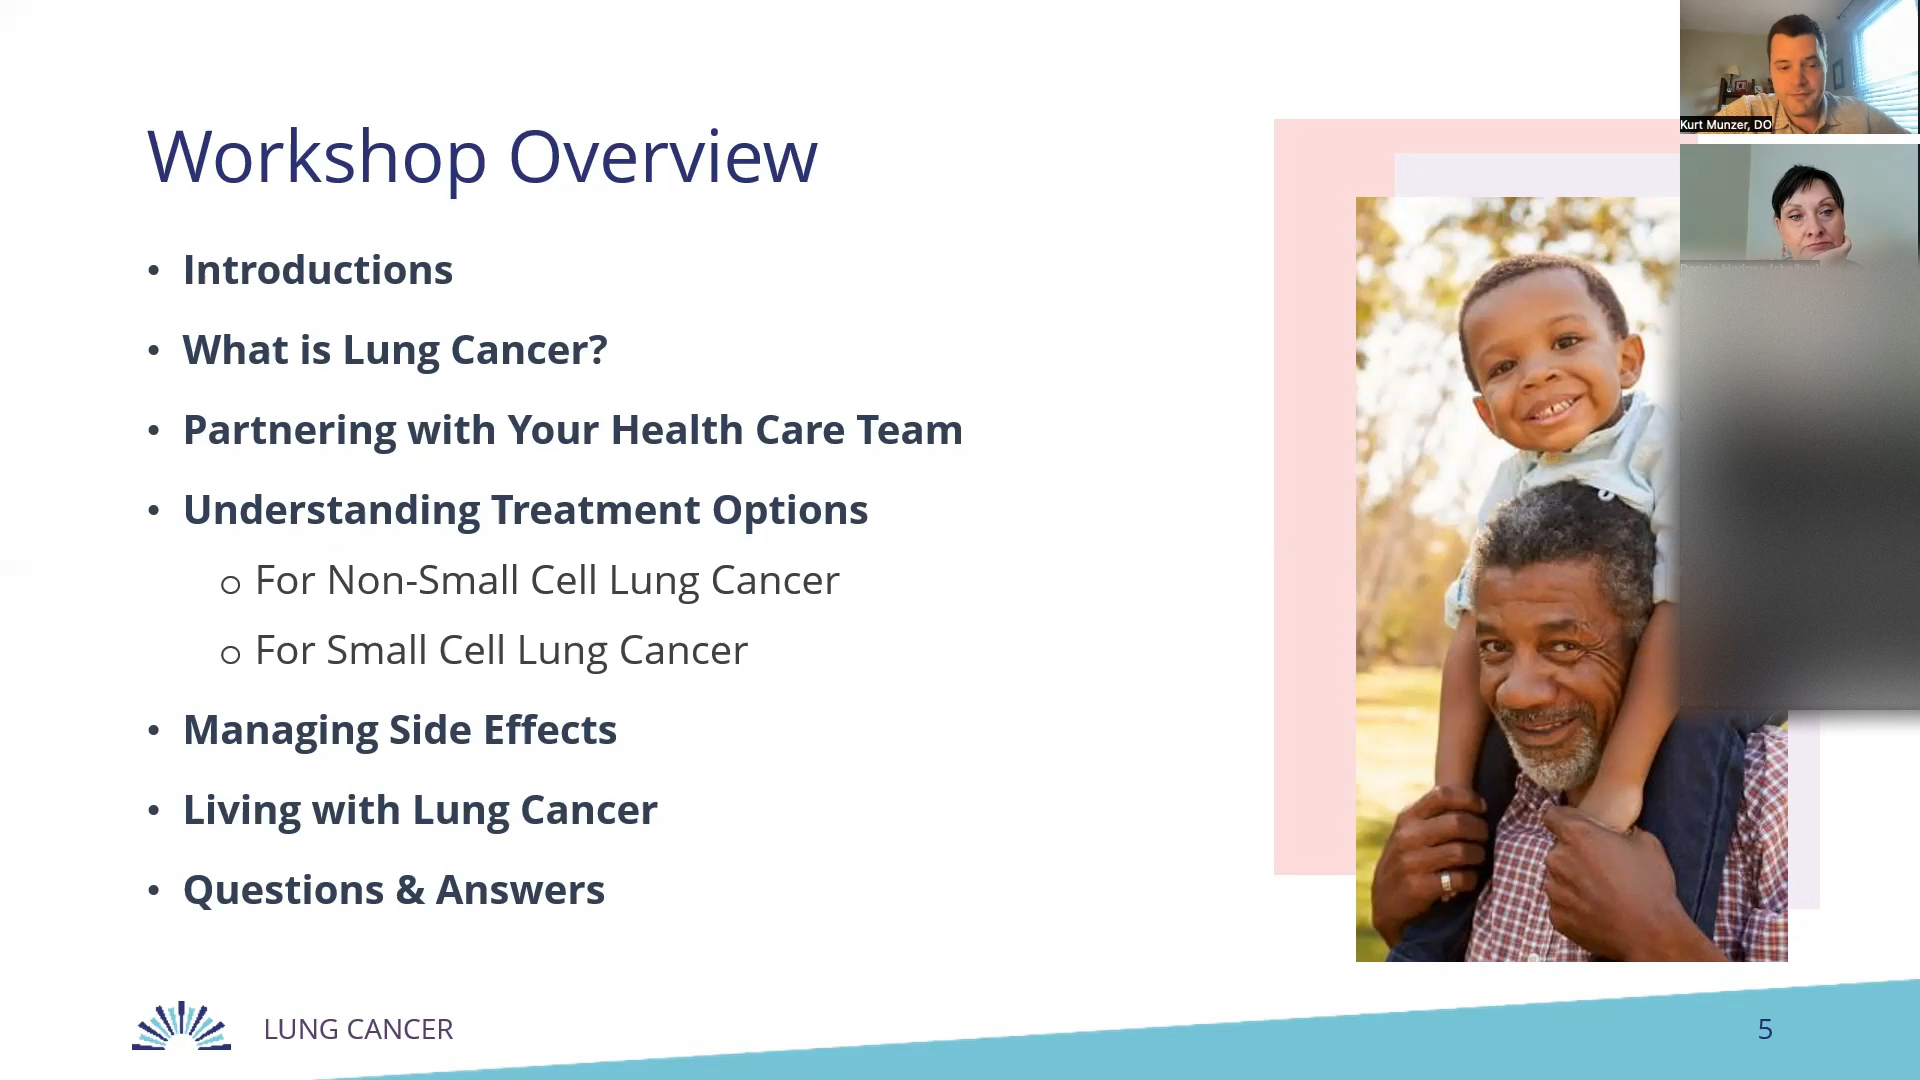 Workshop Overview
• Introductions
• What is Lung Cancer?
• Partnering with Your Health Care Team
• Understanding Treatment Options
o For Non-Small Cell Lung Cancer
o For Small Cell Lung Cancer
• Managing Side Effects
• Living with Lung Cancer
• Questions & Answers
LUNG CANCER
5
Kurt Munzer, DO